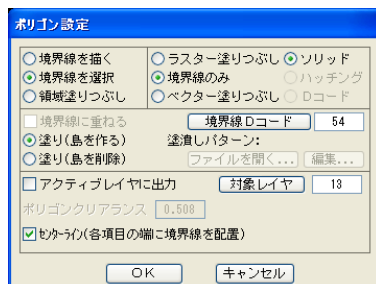 ポリゴン設定
境界線を描く ラスター塗りつぶし ソリッド
境界線を選択 境界線のみ ハッチング
領域塗りつぶし ベクター塗りつぶし Dコード
境界線に重ねる 境界線Dコード 54
塗り(島を作る) 塗潰しパターン:
塗り(島を削除) ファイルを開く... 編集...
アクティブレイヤに出力 対象レイヤ 13
ポリゴンクリアランス 0.508
センターライン(各項目の端に境界線を配置)
OK キャンセル